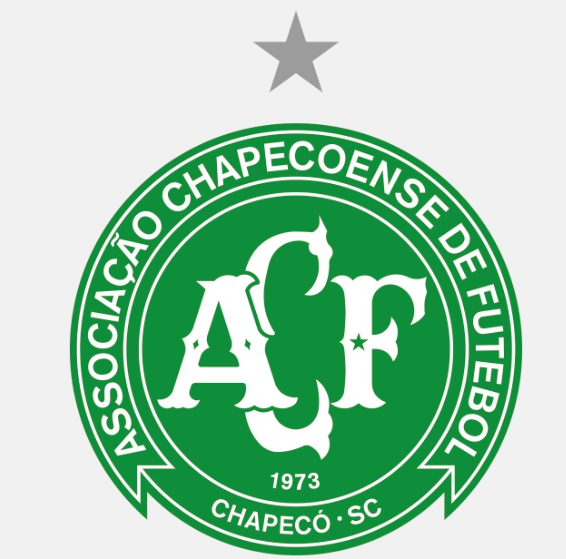 ASSOCIAÇÃO CHAPECOENSE DE FUTEBOL
ACF
1973
CHAPECÓ · SC